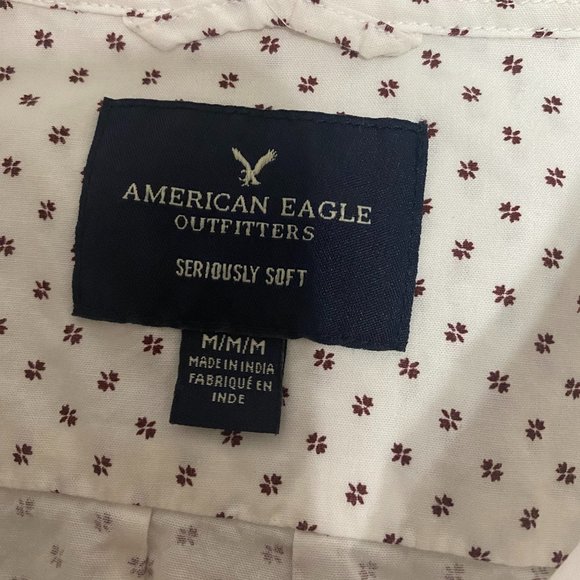 AMERICAN EAGLE
OUTFITTERS
SERIOUSLY SOFT
M/M/M
MADE IN INDIA
FABRIQUÉ EN
INDE